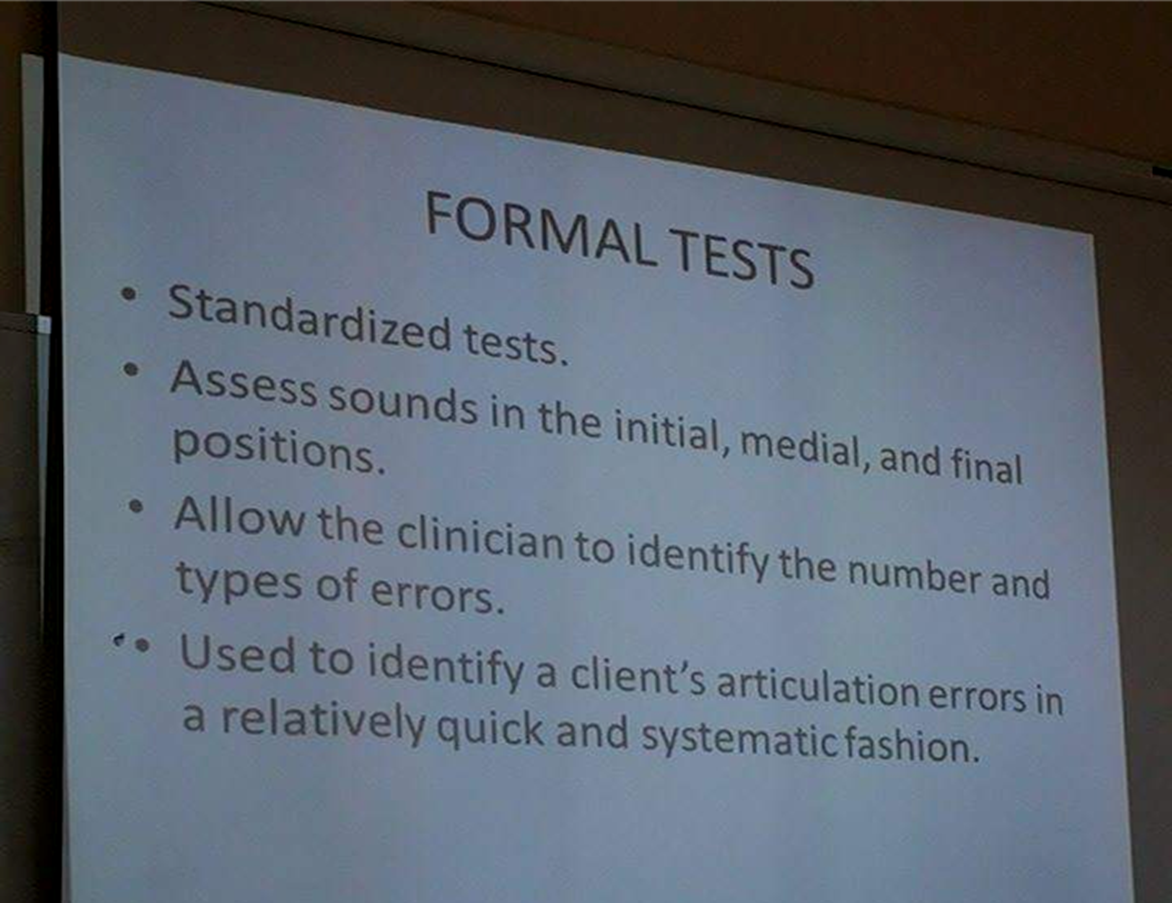 FORMAL TESTS
• Standardized tests.
• Assess sounds in the initial, medial, and final
positions.
• Allow the clinician to identify the number and
types of errors.
• Used to identify a client's articulation errors in
a relatively quick and systematic fashion.